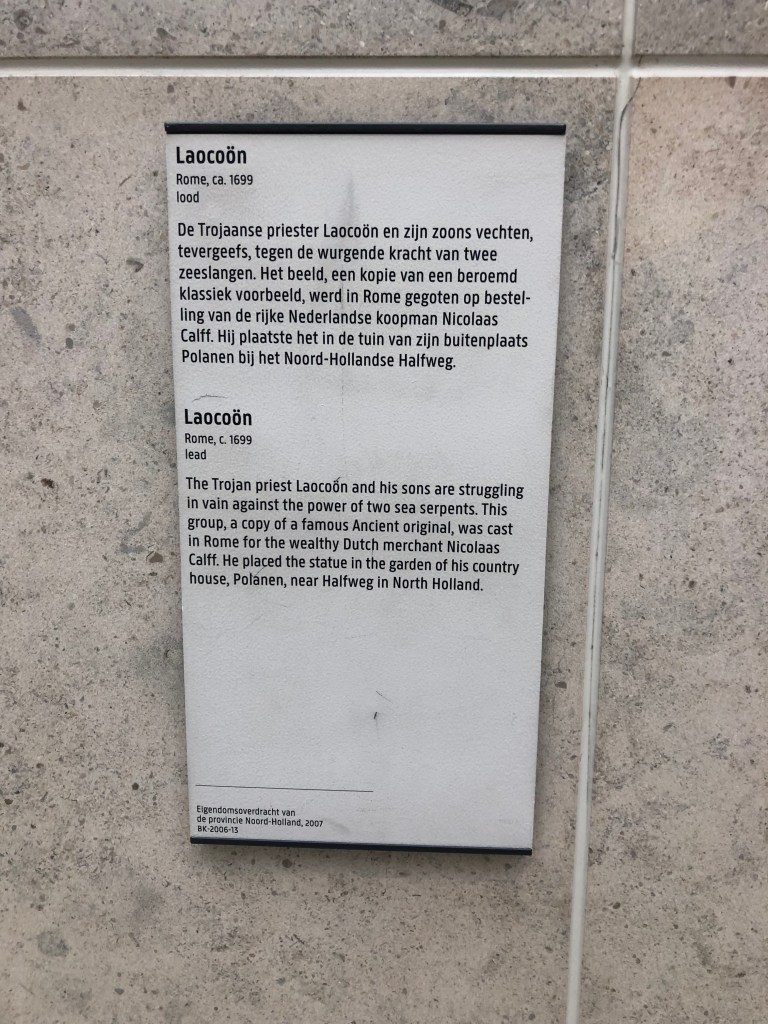 Laocoön
Rome, ca. 1699
lood
De Trojaanse priester Laocoön en zijn zoons vechten,
tevergeefs, tegen de wurgende kracht van twee
zeeslangen. Het beeld, een kopie van een beroemd
klassiek voorbeeld, werd in Rome gegoten op bestel-
ling van de rijke Nederlandse koopman Nicolaas
Calff. Hij plaatste het in de tuin van zijn buitenplaats
Polanen bij het Noord-Hollandse Halfweg.
Laocoön
Rome, c. 1699
lead
The Trojan priest Laocoön and his sons are struggling
in vain against the power of two sea serpents. This
group, a copy of a famous Ancient original, was cast
in Rome for the wealthy Dutch merchant Nicolaas
Calff. He placed the statue in the garden of his country
house, Polanen, near Halfweg in North Holland.
Eigendomsoverdracht van
de provincie Noord-Holland, 2007
BK-2006-13